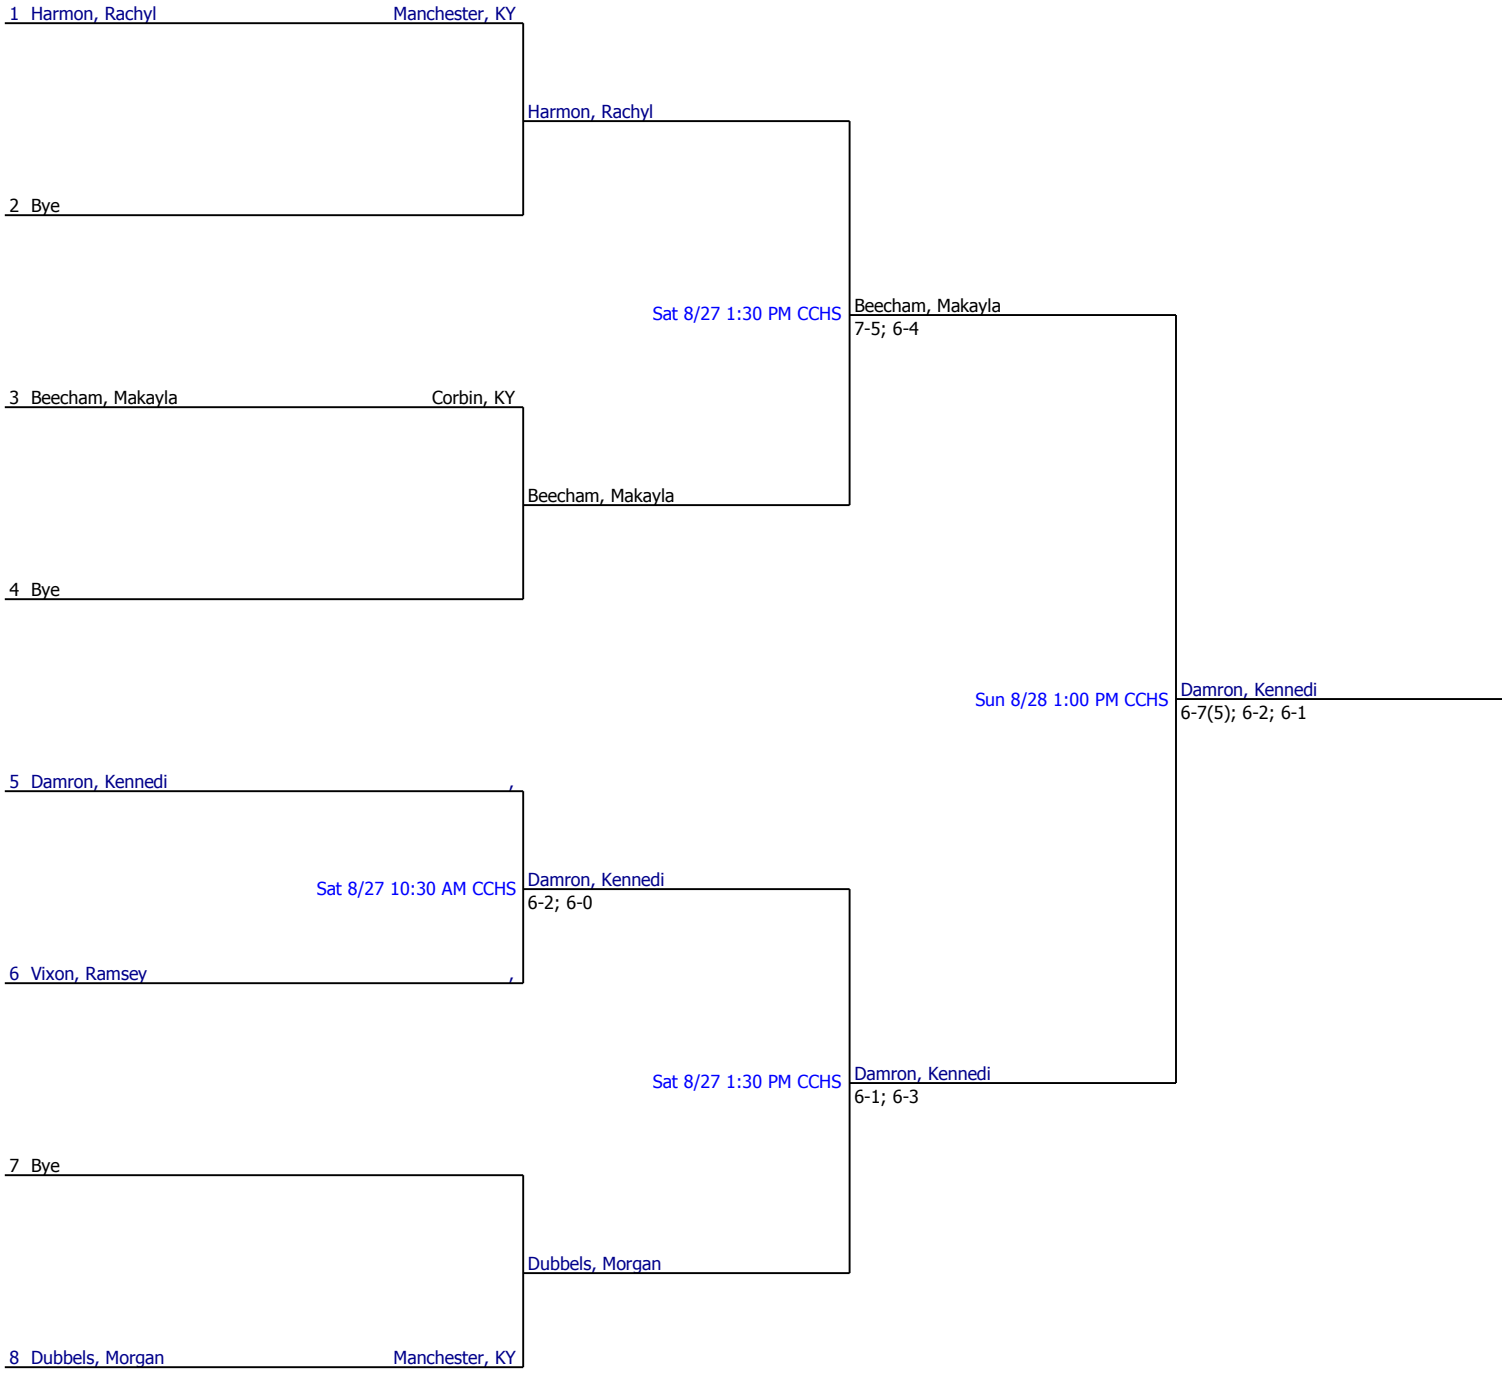 1 Harmon, Rachyl Manchester, KY
Harmon, Rachyl
2 Bye
Sat 8/27 1:30 PM CCHS
Beecham, Makayla
7-5; 6-4
3 Beecham, Makayla Corbin, KY
Beecham, Makayla
4 Bye
Sun 8/28 1:00 PM CCHS
Damron, Kennedi
6-7(5); 6-2; 6-1
5 Damron, Kennedi ,
Sat 8/27 10:30 AM CCHS
Damron, Kennedi
6-2; 6-0
6 Vixon, Ramsey ,
Sat 8/27 1:30 PM CCHS
Damron, Kennedi
6-1; 6-3
7 Bye
Dubbels, Morgan
8 Dubbels, Morgan Manchester, KY